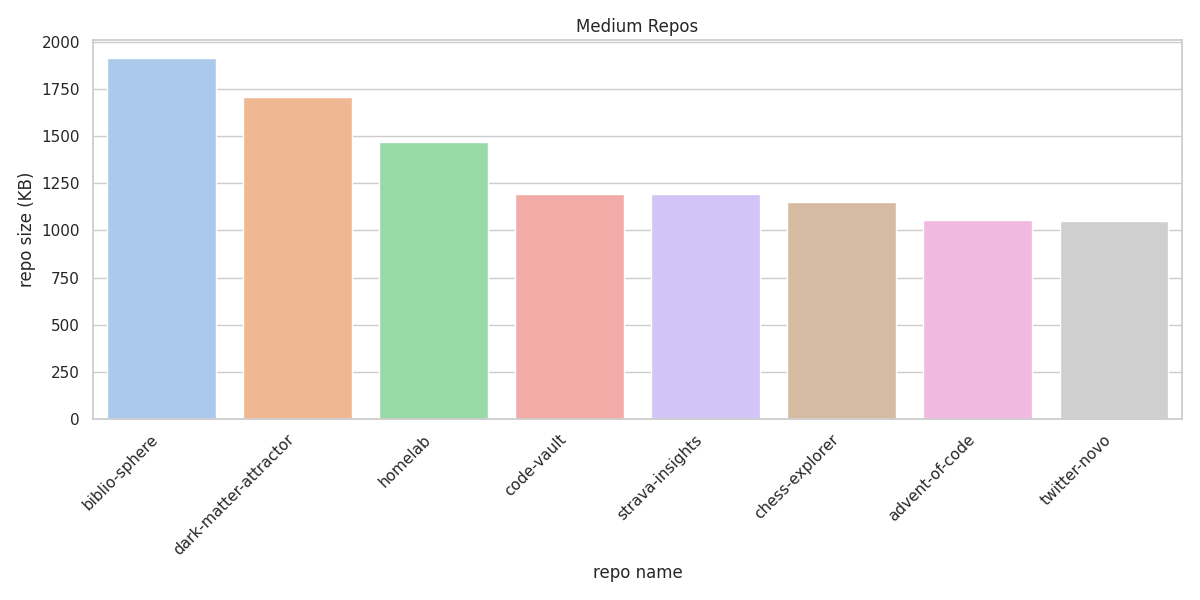 Medium Repos
repo size (KB)
2000
1750
1500
1250
1000
750
500
250
0
biblio-sphere
dark-matter-attractor
homelab
code-vault
strava-insights
chess-explorer
advent-of-code
twitter-novo
repo name